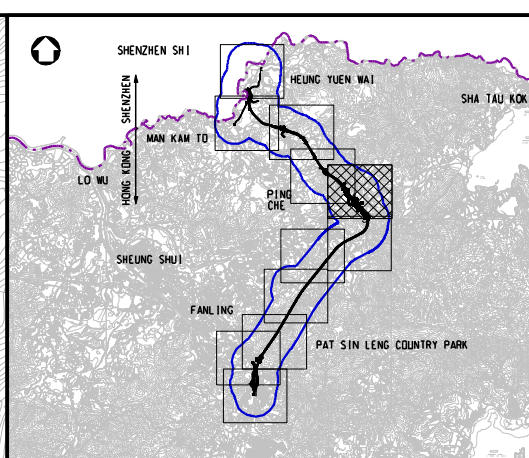 SHENZHEN SHI
HEUNG YUEN WAI
SHENZHEN
HONG KONG
SHA TAU KOK
MAN KAM TO
LO WU
PING
CHE
SHEUNG SHUI
FANLING
PAT SIN LENG COUNTRY PARK